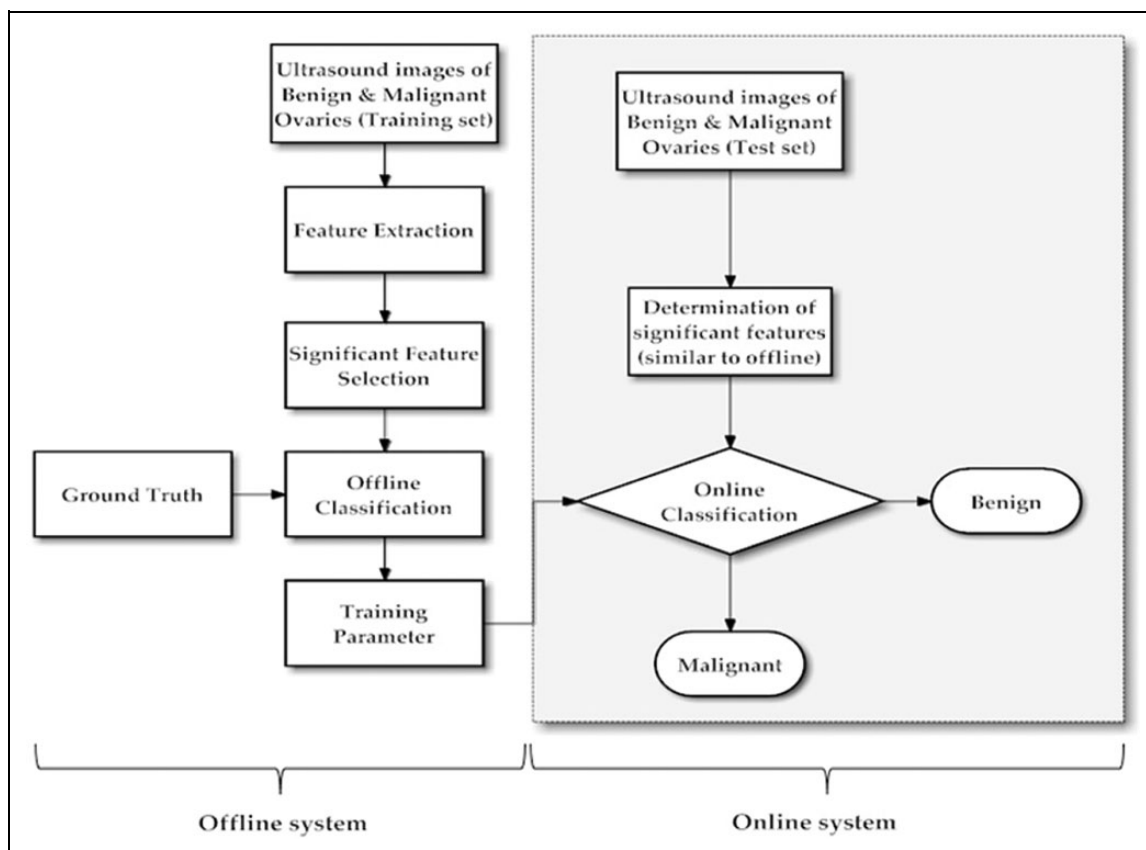 Ultrasound images of
Benign & Malignant
Ovaries (Training set)
Feature Extraction
Significant Feature
Selection
Ground Truth
Offline
Classification
Training
Parameter
Ultrasound images of
Benign & Malignant
Ovaries (Test set)
Determination of
significant features
(similar to offline)
Online
Classification
Benign
Malignant
Offline system
Online system